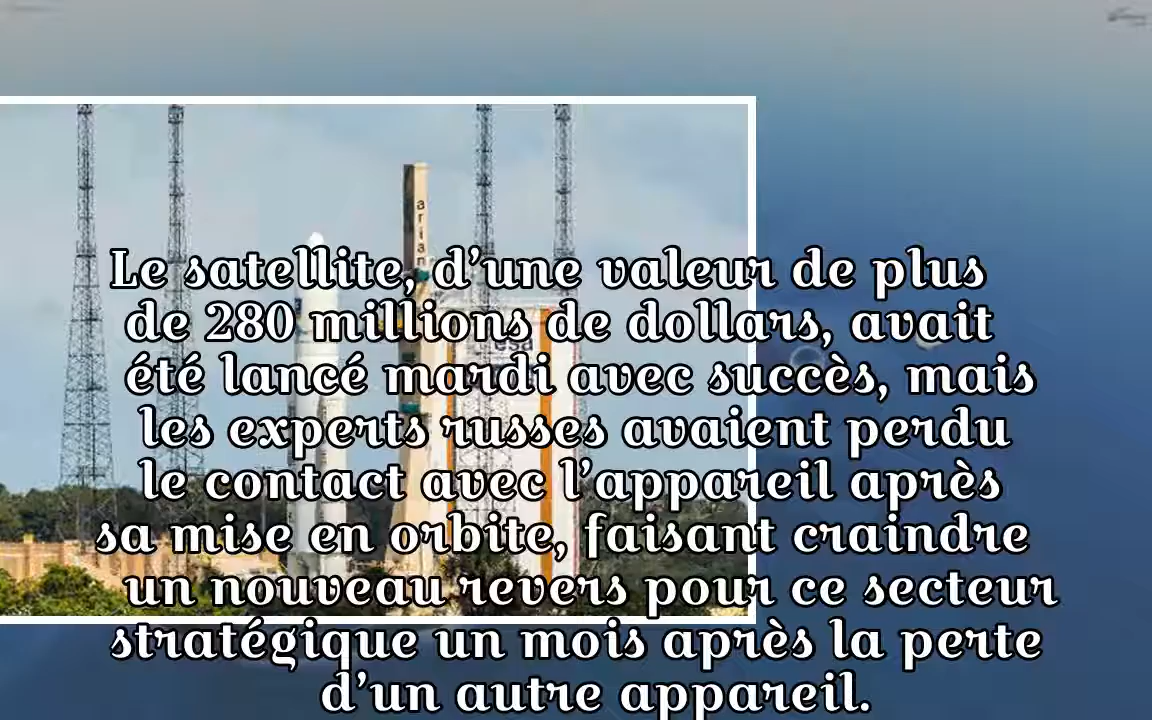 arian
esa
Le satellite, d’une valeur de plus
de 280 millions de dollars, avait
été lancé mardi avec succès, mais
les experts russes avaient perdu
le contact avec l’appareil après
sa mise en orbite, faisant craindre
un nouveau revers pour ce secteur
stratégique un mois après la perte
d’un autre appareil.